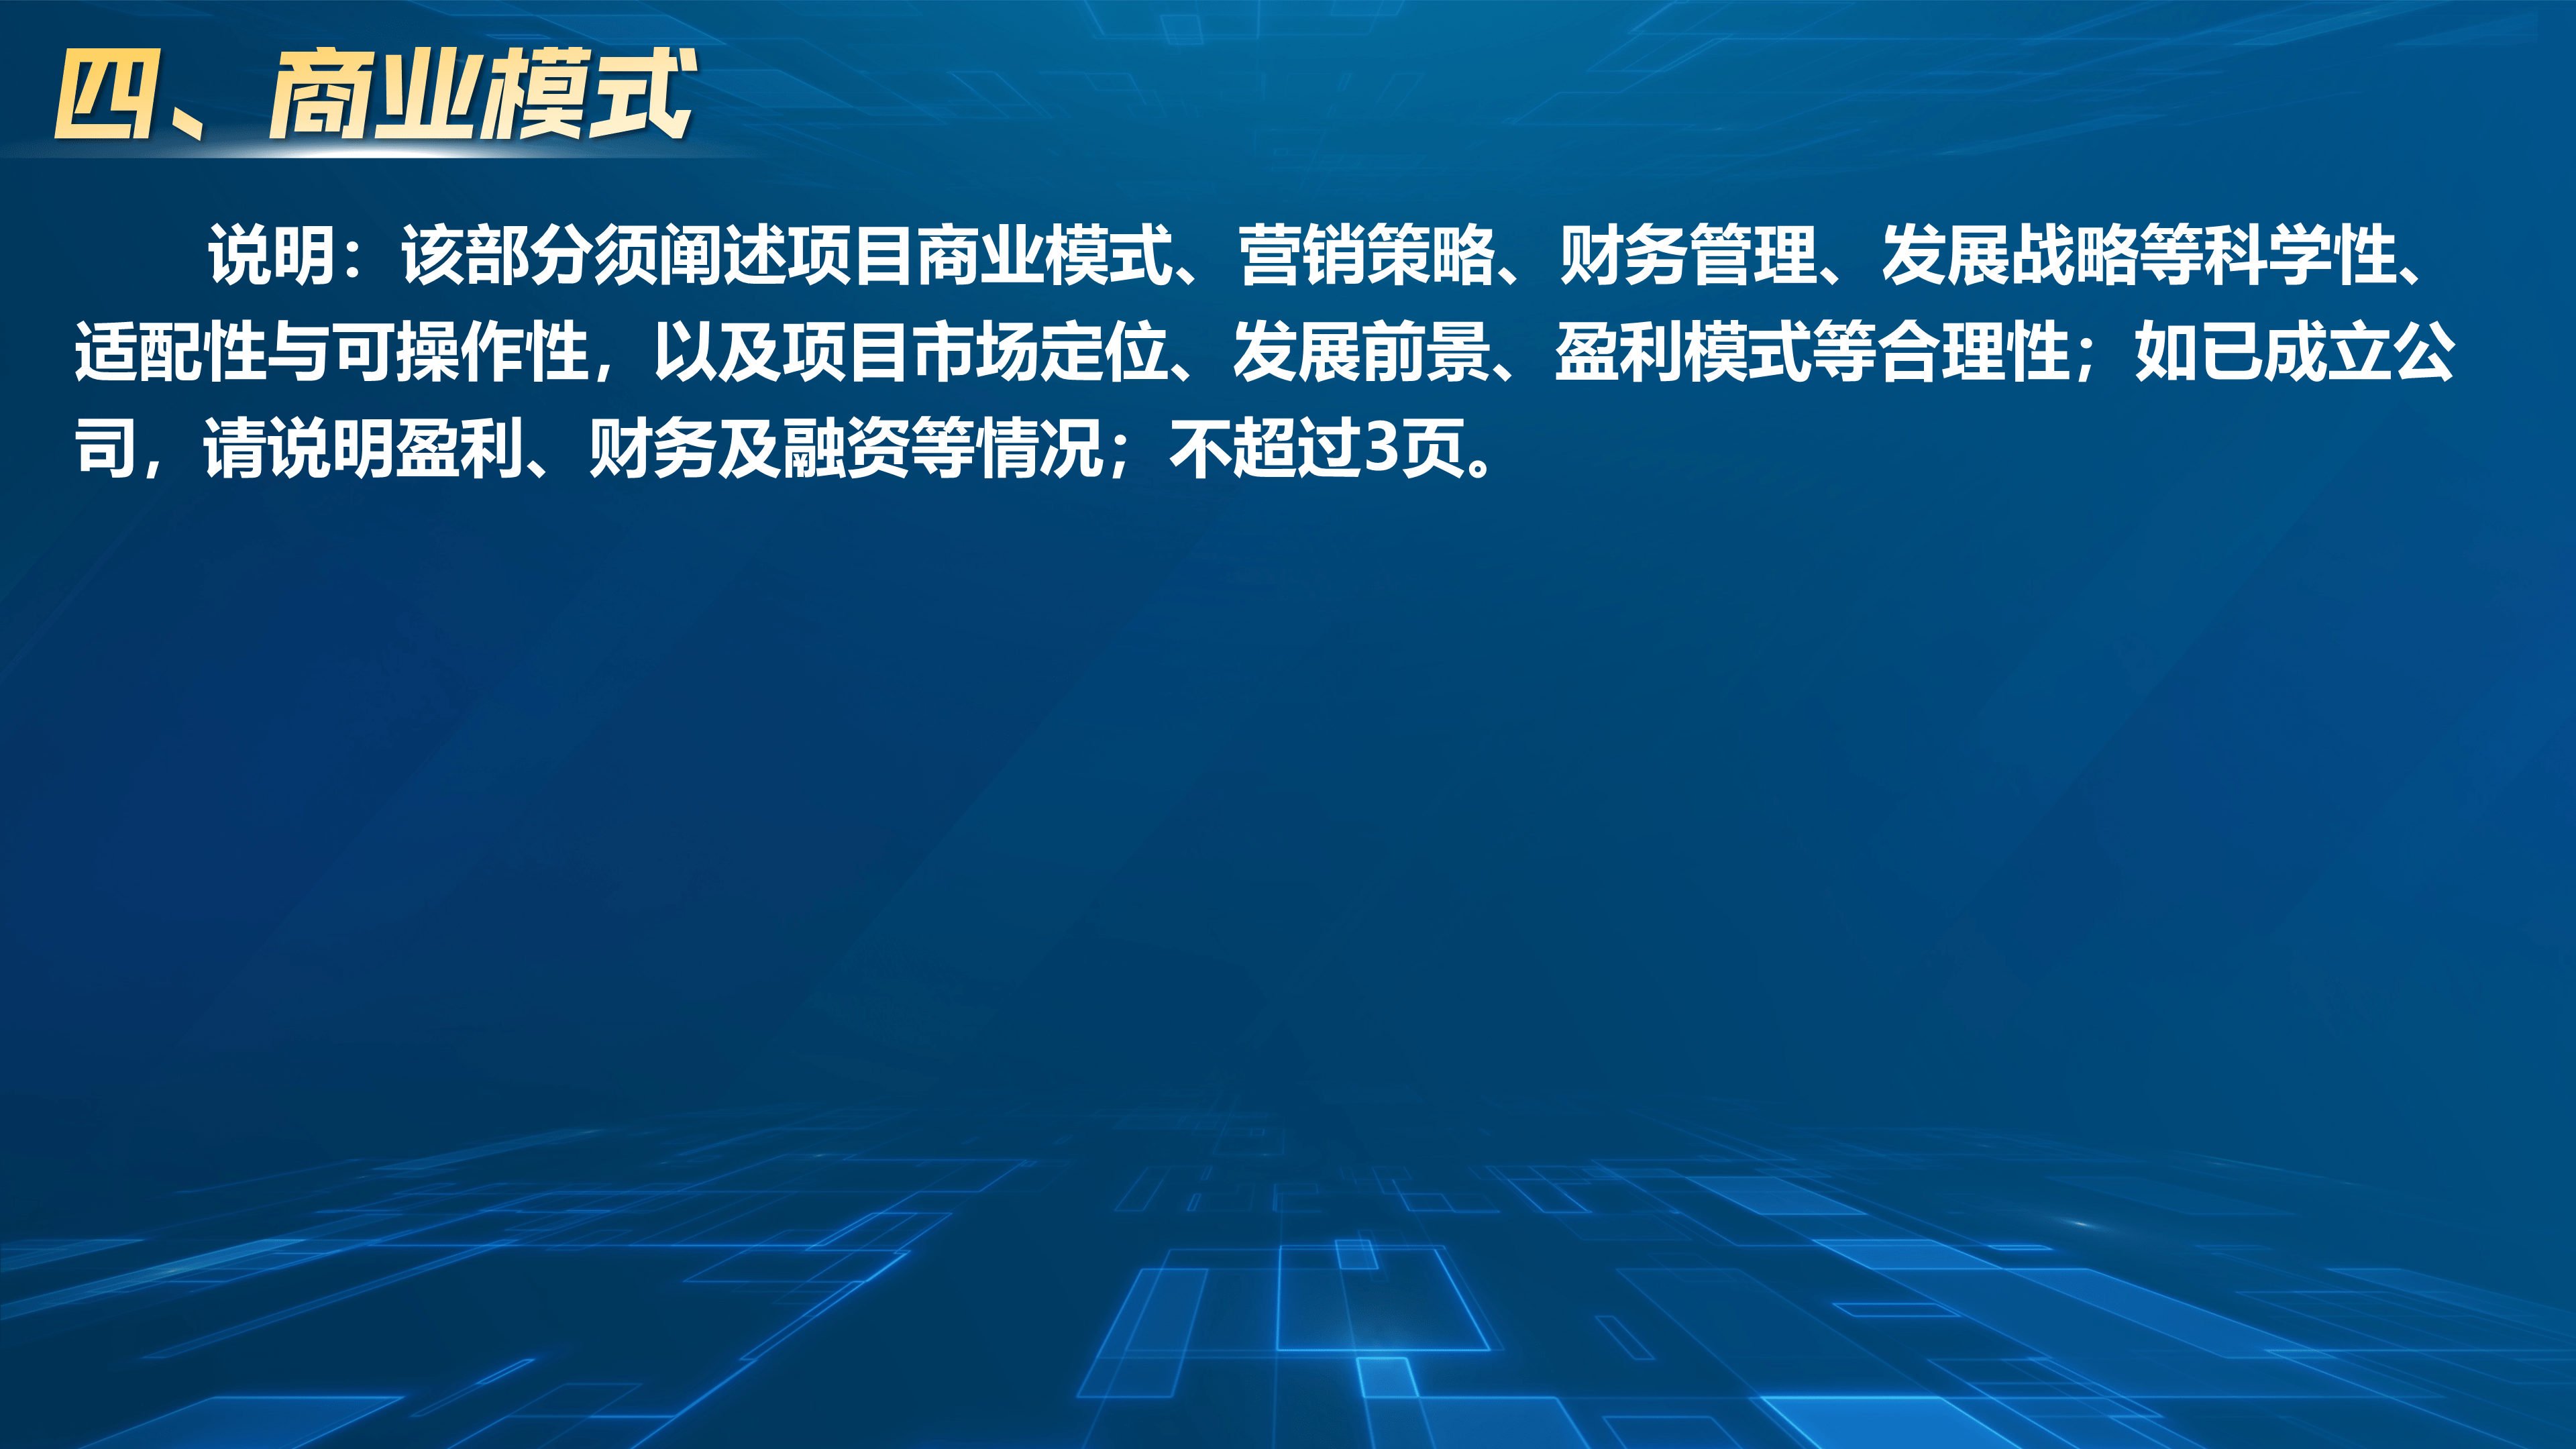 四、商业模式
说明：该部分须阐述项目商业模式、营销策略、财务管理、发展战略等科学性、
适配性与可操作性，以及项目市场定位、发展前景、盈利模式等合理性；如已成立公
司，请说明盈利、财务及融资等情况；不超过3页。